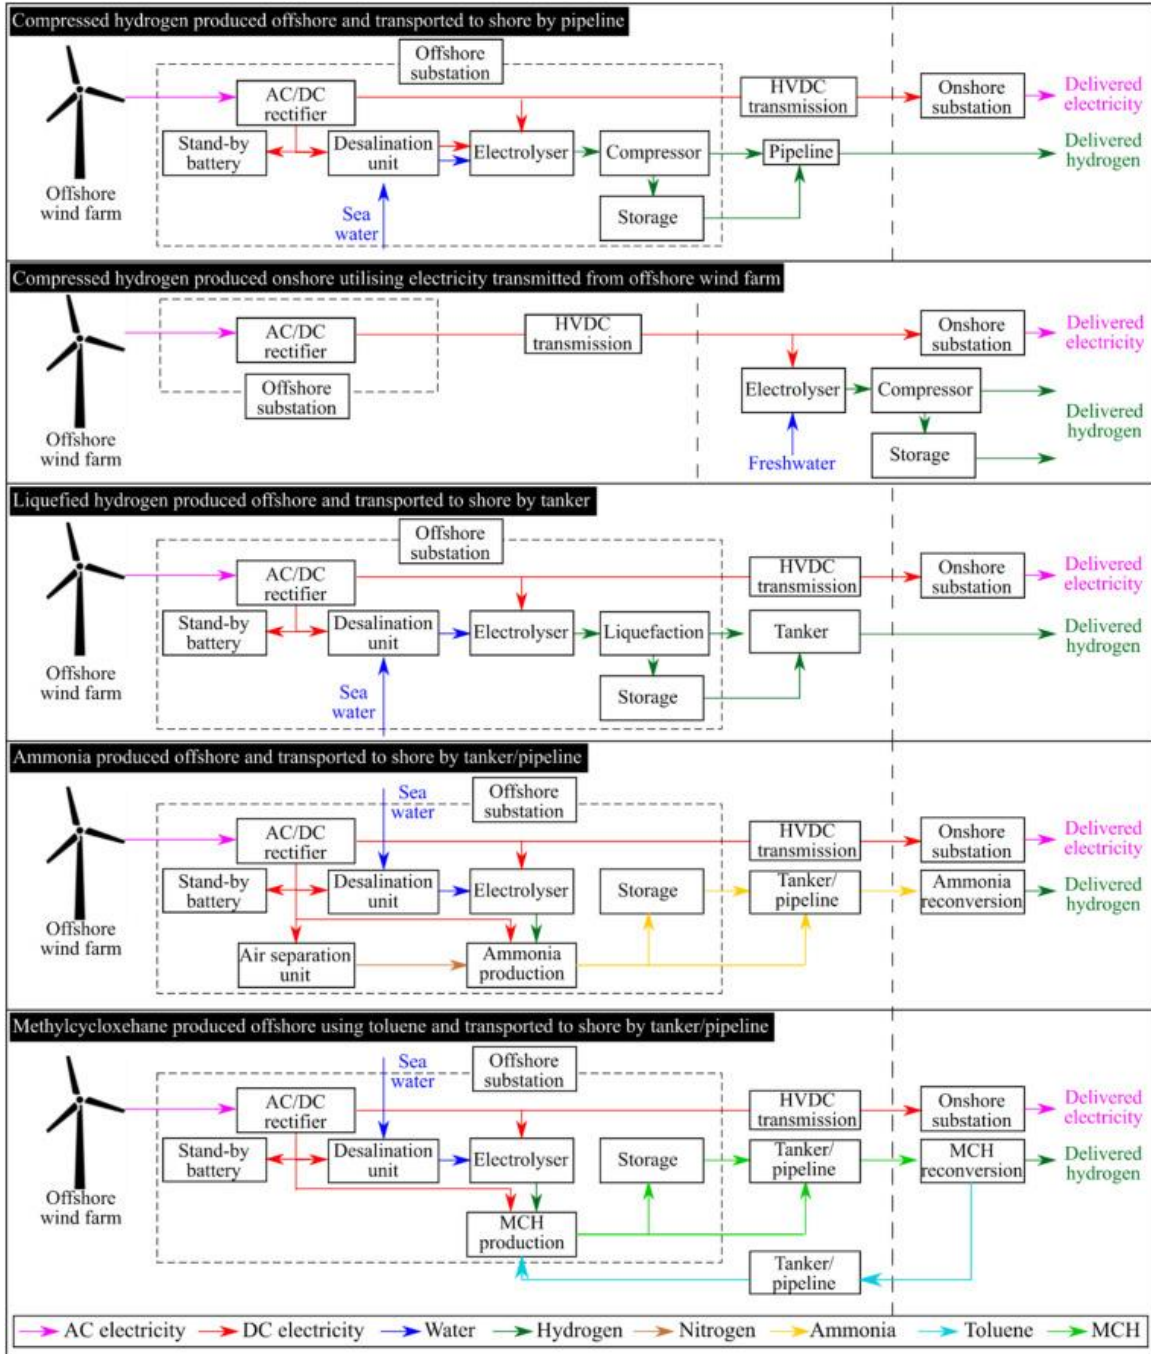 Compressed hydrogen produced offshore and transported to shore by pipeline
Offshore
substation
AC/DC
rectifier
HVDC
transmission
Onshore
substation
Delivered
electricity
Stand-by
battery
Desalination
unit
Electrolyser
Compressor
Pipeline
Delivered
hydrogen
Offshore
wind farm
Sea
water
Storage
Compressed hydrogen produced onshore utilising electricity transmitted from offshore wind farm
AC/DC
rectifier
HVDC
transmission
Onshore
substation
Delivered
electricity
Offshore
substation
Electrolyser
Compressor
Delivered
hydrogen
Offshore
wind farm
Freshwater
Storage
Liquefied hydrogen produced offshore and transported to shore by tanker
Offshore
substation
AC/DC
rectifier
HVDC
transmission
Onshore
substation
Delivered
electricity
Stand-by
battery
Desalination
unit
Electrolyser
Liquefaction
Tanker
Delivered
hydrogen
Offshore
wind farm
Sea
water
Storage
Ammonia produced offshore and transported to shore by tanker/pipeline
Sea
water
Offshore
substation
AC/DC
rectifier
HVDC
transmission
Onshore
substation
Delivered
electricity
Stand-by
battery
Desalination
unit
Electrolyser
Storage
Tanker/
pipeline
Ammonia
reconversion
Delivered
hydrogen
Offshore
wind farm
Air separation
unit
Ammonia
production
Methylcycloxehane produced offshore using toluene and transported to shore by tanker/pipeline
Sea
water
Offshore
substation
AC/DC
rectifier
HVDC
transmission
Onshore
substation
Delivered
electricity
Stand-by
battery
Desalination
unit
Electrolyser
Storage
Tanker/
pipeline
MCH
reconversion
Delivered
hydrogen
Offshore
wind farm
MCH
production
Tanker/
pipeline
AC electricity DC electricity Water Hydrogen Nitrogen Ammonia Toluene MCH